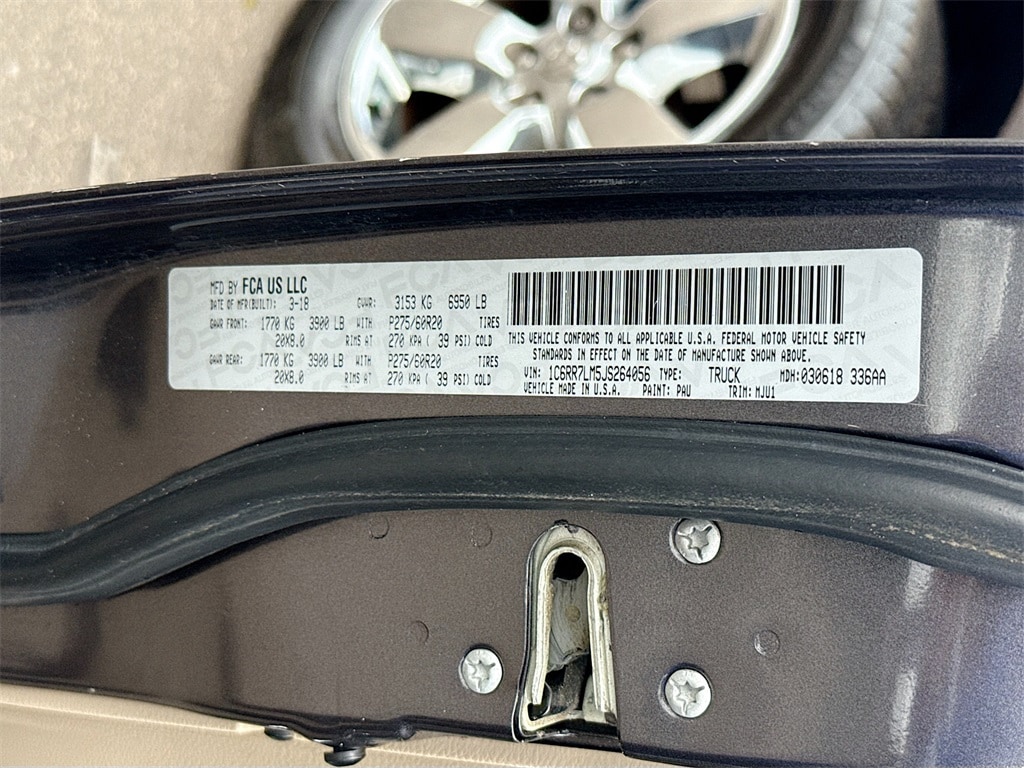 MFD BY FCA US LLC
DATE OF MFR(BUILT): 3-18 GVWR: 3153 KG 6950 LB
GAWR FRONT: 1770 KG 3900 LB WITH P275/60R20 TIRES
20X8.0 RIMS AT 270 KPA ( 39 PSI) COLD
GAWR REAR: 1770 KG 3900 LB WITH P275/60R20 TIRES
20X8.0 RIMS AT 270 KPA ( 39 PSI) COLD
THIS VEHICLE CONFORMS TO ALL APPLICABLE U.S.A. FEDERAL MOTOR VEHICLE SAFETY
STANDARDS IN EFFECT ON THE DATE OF MANUFACTURE SHOWN ABOVE.
VIN: 1C6RR7LM5JS264056 TYPE: TRUCK MDH: 030618 336AA
VEHICLE MADE IN U.S.A. PAINT: PAU TRIM: MJU1